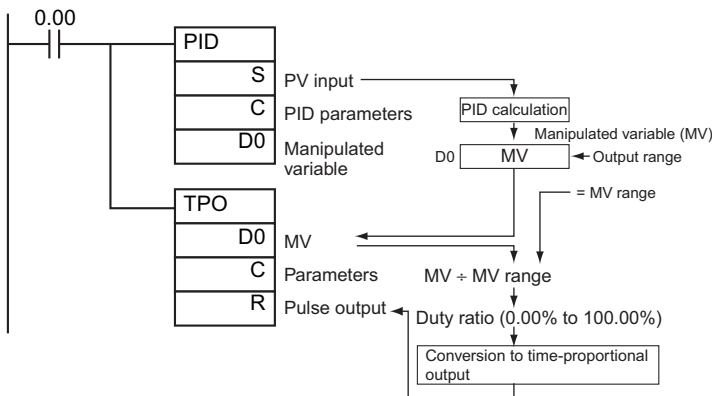 0.00
PID
S PV input
C PID parameters
D0 Manipulated
variable
PID calculation
Manipulated variable (MV)
D0 MV Output range
= MV range
TPO
D0 MV
C Parameters
R Pulse output
MV ÷ MV range
Duty ratio (0.00% to 100.00%)
Conversion to time-proportional
output